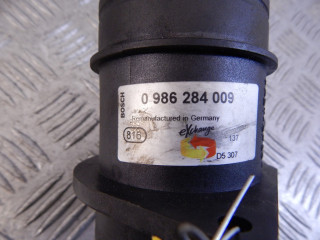 BOSCH
0 986 284 009
Remanufactured in Germany
816
eXchange
137
DS 307